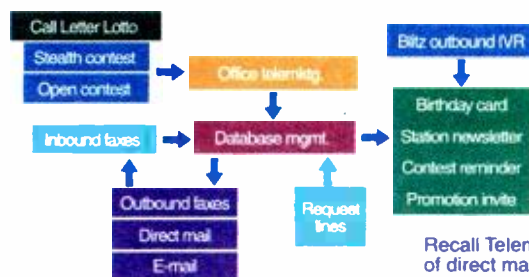 Call Letter Lotto
Stealth contest
Open contest
Office telemktg.
Blitz outbound IVR
Inbound faxes
Database mgmt.
Birthday card
Station newsletter
Contest reminder
Promotion invite
Outbound faxes
Direct mail
E-mail
Request
lines
Recall Telem
of direct ma